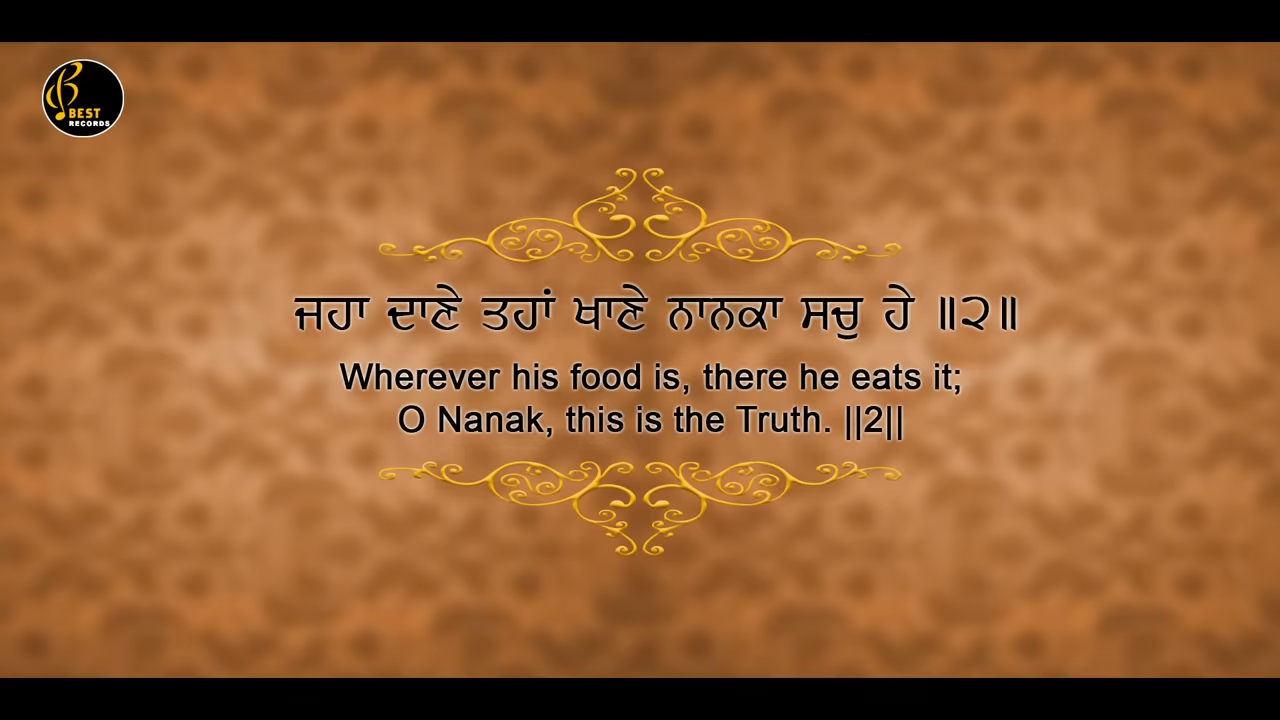 BEST
RECORDS
ਜਹਾ ਦਾਣੇ ਤਹਾਂ ਖਾਣੇ ਨਾਨਕਾ ਸਚੁ ਹੇ ॥੨॥
Wherever his food is, there he eats it;
O Nanak, this is the Truth. ||2||